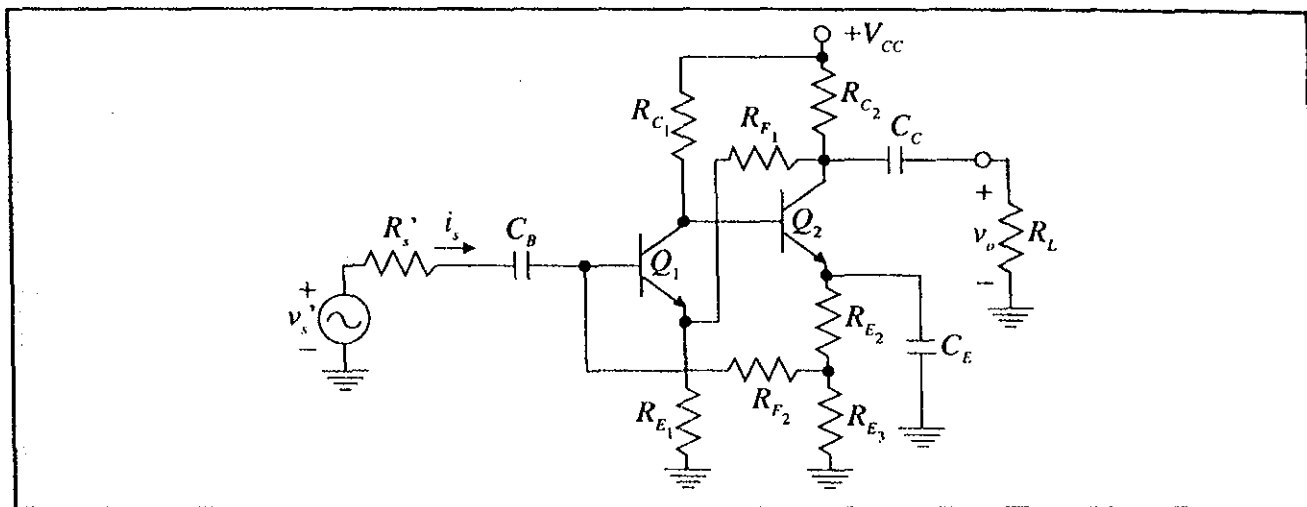 +V_CC
R_C1
R_C2
R_F1
C_C
R_s'
i_s
C_B
Q_1
Q_2
+
v_o
R_L
−
+
v_s'
−
R_E2
C_E
R_F2
R_E1
R_E3